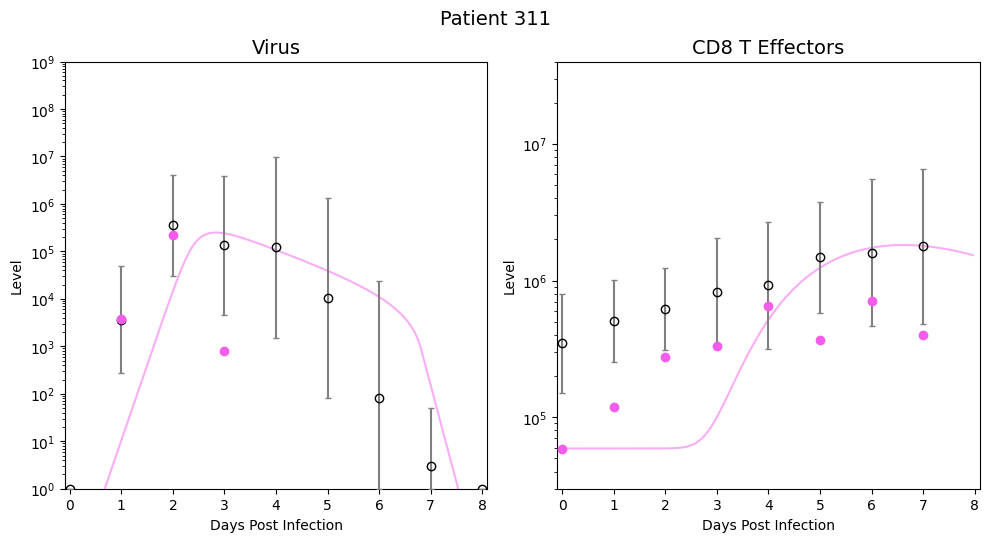 Patient 311
Virus
CD8 T Effectors
Level
10^9
10^8
10^7
10^6
10^5
10^4
10^3
10^2
10^1
10^0
0 1 2 3 4 5 6 7 8
Days Post Infection
Level
10^7
10^6
10^5
0 1 2 3 4 5 6 7 8
Days Post Infection